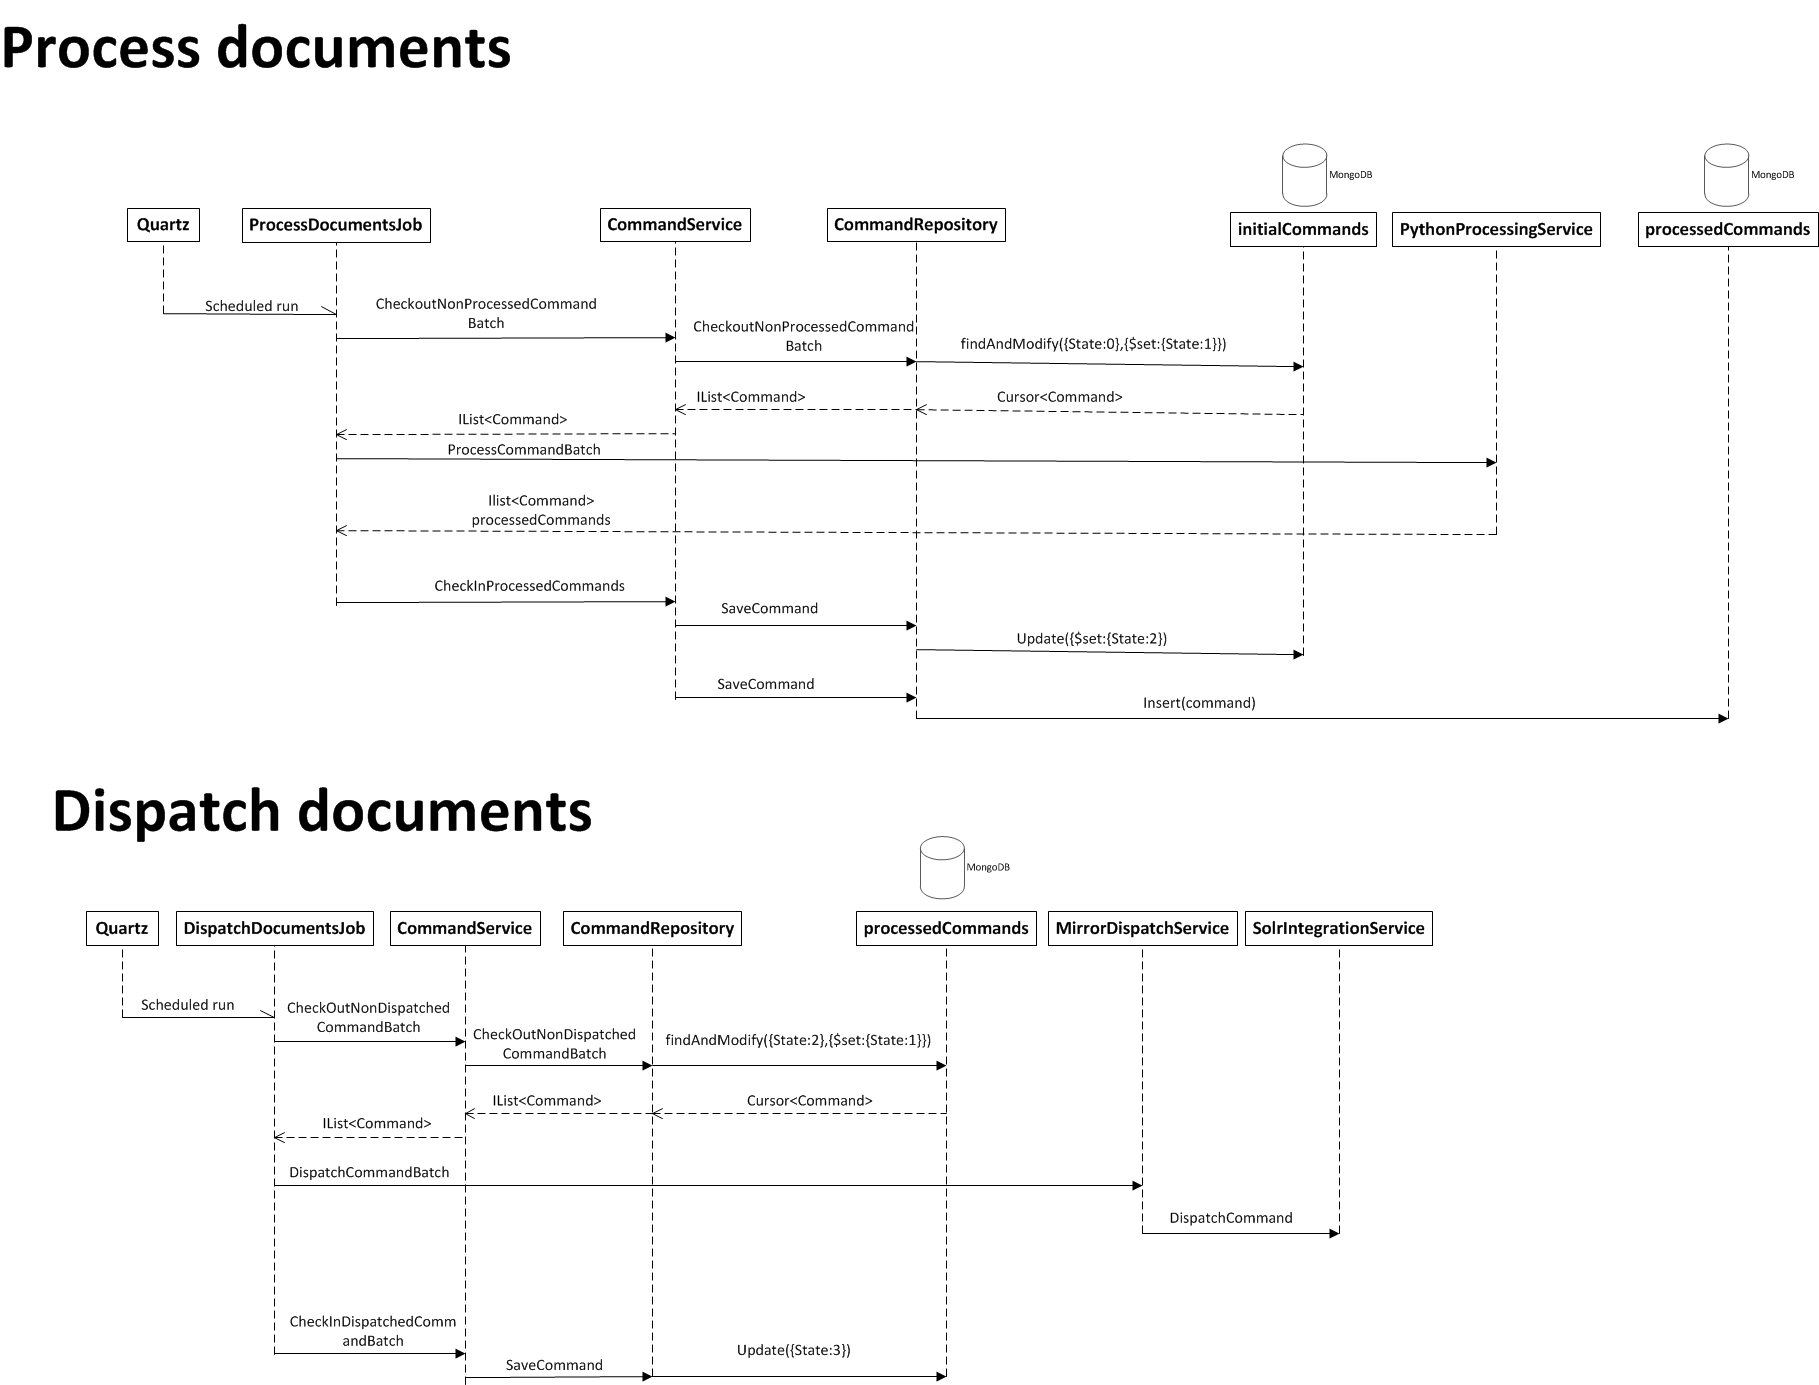 Process documents
MongoDB
MongoDB
Quartz
ProcessDocumentsJob
CommandService
CommandRepository
initialCommands
PythonProcessingService
processedCommands
Scheduled run
CheckoutNonProcessedCommand
Batch
CheckoutNonProcessedCommand
Batch
findAndModify({State:0},{$set:{State:1}})
IList<Command>
Cursor<Command>
IList<Command>
ProcessCommandBatch
Ilist<Command>
processedCommands
CheckInProcessedCommands
SaveCommand
Update({$set:{State:2})
SaveCommand
Insert(command)
Dispatch documents
MongoDB
Quartz
DispatchDocumentsJob
CommandService
CommandRepository
processedCommands
MirrorDispatchService
SolrIntegrationService
Scheduled run
CheckOutNonDispatched
CommandBatch
CheckOutNonDispatched
CommandBatch
findAndModify({State:2},{$set:{State:1}})
IList<Command>
Cursor<Command>
IList<Command>
DispatchCommandBatch
DispatchCommand
CheckInDispatchedComm
andBatch
SaveCommand
Update({State:3})